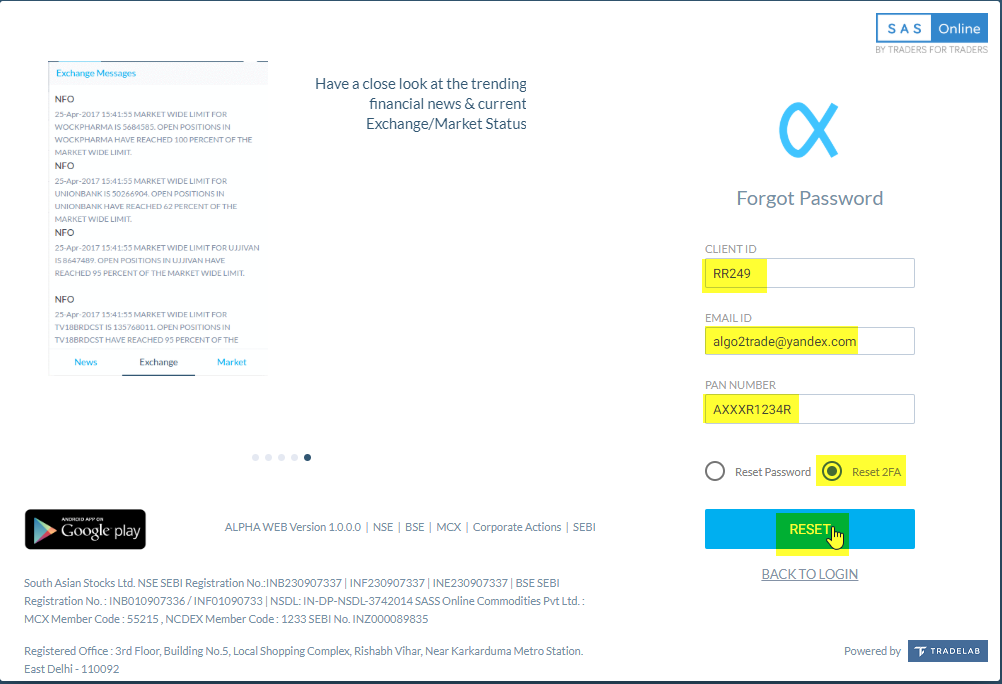 SAS Online
BY TRADERS FOR TRADERS
Exchange Messages
NFO
25-Apr-2017 15:41:55 MARKET WIDE LIMIT FOR
WOCKPHARMA IS 5684585. OPEN POSITIONS IN
WOCKPHARMA HAVE REACHED 100 PERCENT OF THE
MARKET WIDE LIMIT.
NFO
25-Apr-2017 15:41:55 MARKET WIDE LIMIT FOR
UNIONBANK IS 50266904. OPEN POSITIONS IN
UNIONBANK HAVE REACHED 62 PERCENT OF THE
MARKET WIDE LIMIT.
NFO
25-Apr-2017 15:41:55 MARKET WIDE LIMIT FOR UJJIVAN
IS 8647489. OPEN POSITIONS IN UJJIVAN HAVE
REACHED 95 PERCENT OF THE MARKET WIDE LIMIT.
NFO
25-Apr-2017 15:41:55 MARKET WIDE LIMIT FOR
TV18BRDCST IS 135768011. OPEN POSITIONS IN
TV18BRDCST HAVE REACHED 95 PERCENT OF THE
News Exchange Market
Have a close look at the trending
financial news & current
Exchange/Market Status
Forgot Password
CLIENT ID
RR249
EMAIL ID
algo2trade@yandex.com
PAN NUMBER
AXXXR1234R
Reset Password Reset 2FA
RESET
BACK TO LOGIN
ANDROID APP ON
Google play
ALPHA WEB Version 1.0.0.0 | NSE | BSE | MCX | Corporate Actions | SEBI
South Asian Stocks Ltd. NSE SEBI Registration No.:INB230907337 | INF230907337 | INE230907337 | BSE SEBI
Registration No. : INB010907336 / INF01090733 | NSDL: IN-DP-NSDL-3742014 SASS Online Commodities Pvt Ltd. :
MCX Member Code : 55215 , NCDEX Member Code : 1233 SEBI No. INZ000089835
Registered Office : 3rd Floor, Building No.5, Local Shopping Complex, Rishabh Vihar, Near Karkarduma Metro Station.
East Delhi - 110092
Powered by TRADELAB